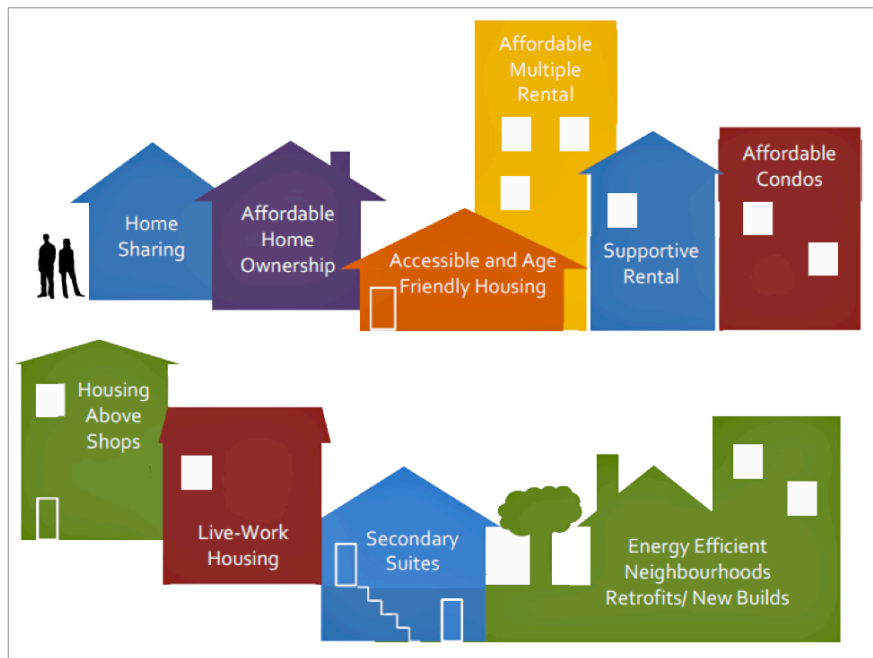 Affordable
Multiple
Rental
Home
Sharing
Affordable
Home
Ownership
Accessible and Age
Friendly Housing
Supportive
Rental
Affordable
Condos
Housing
Above
Shops
Live-Work
Housing
Secondary
Suites
Energy Efficient
Neighbourhoods
Retrofits/ New Builds